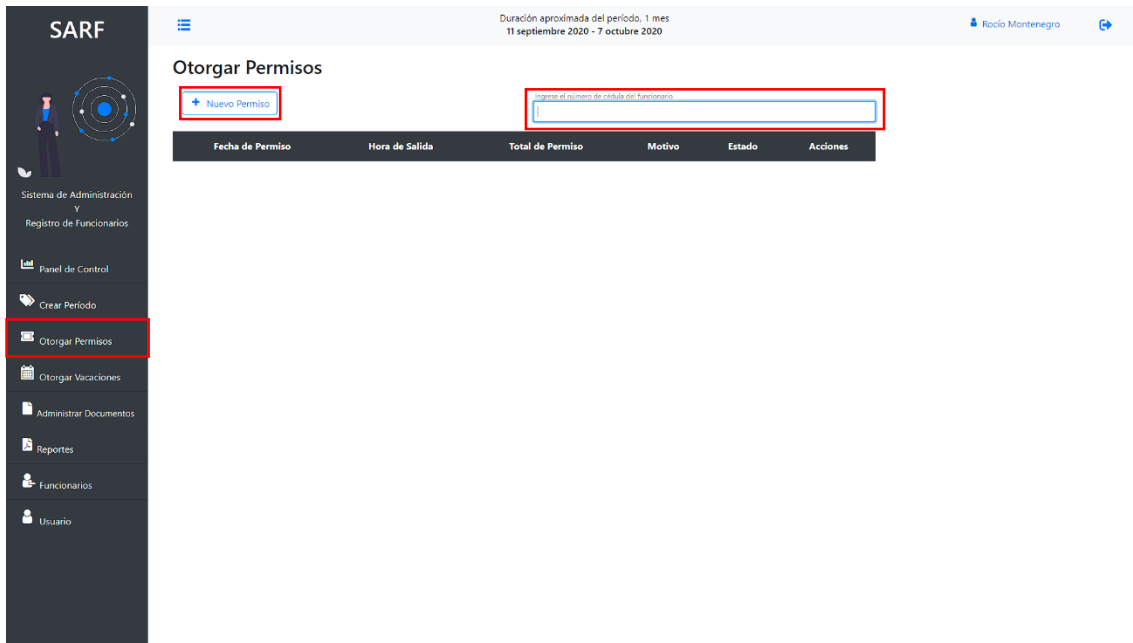 SARF
Sistema de Administración
Y
Registro de Funcionarios
Panel de Control
Crear Período
Otorgar Permisos
Otorgar Vacaciones
Administrar Documentos
Reportes
Funcionarios
Usuario
Duración aproximada del período, 1 mes
11 septiembre 2020 - 7 octubre 2020
Rocío Montenegro
Otorgar Permisos
+ Nuevo Permiso
Ingrese el número de cédula del funcionario
Fecha de Permiso Hora de Salida Total de Permiso Motivo Estado Acciones